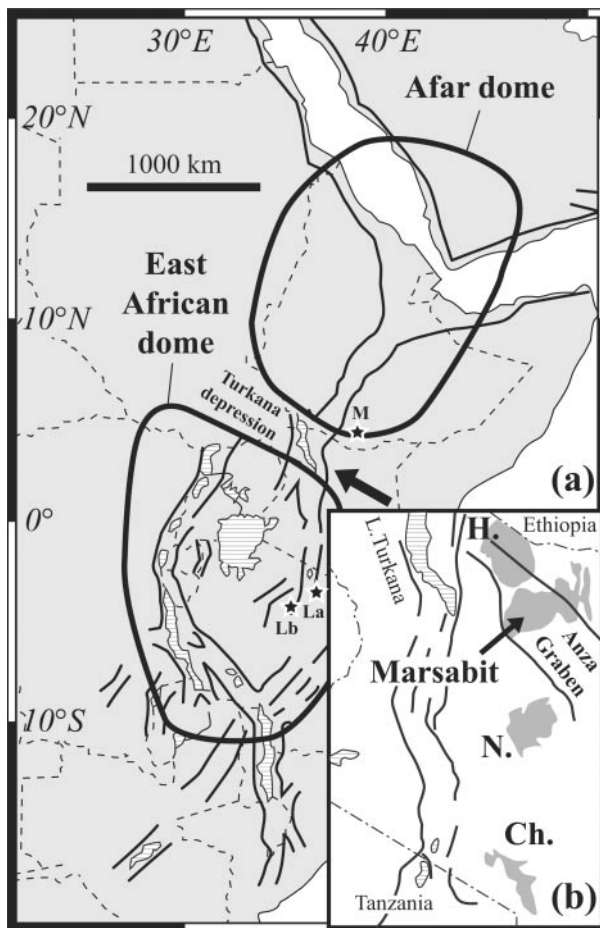 30°E
40°E
Afar dome
20°N
1000 km
East
African
dome
10°N
Turkana
depression
M
(a)
0°
La
Lb
10°S
L.Turkana
H.
Ethiopia
Anza
Graben
Marsabit
N.
Ch.
Tanzania
(b)